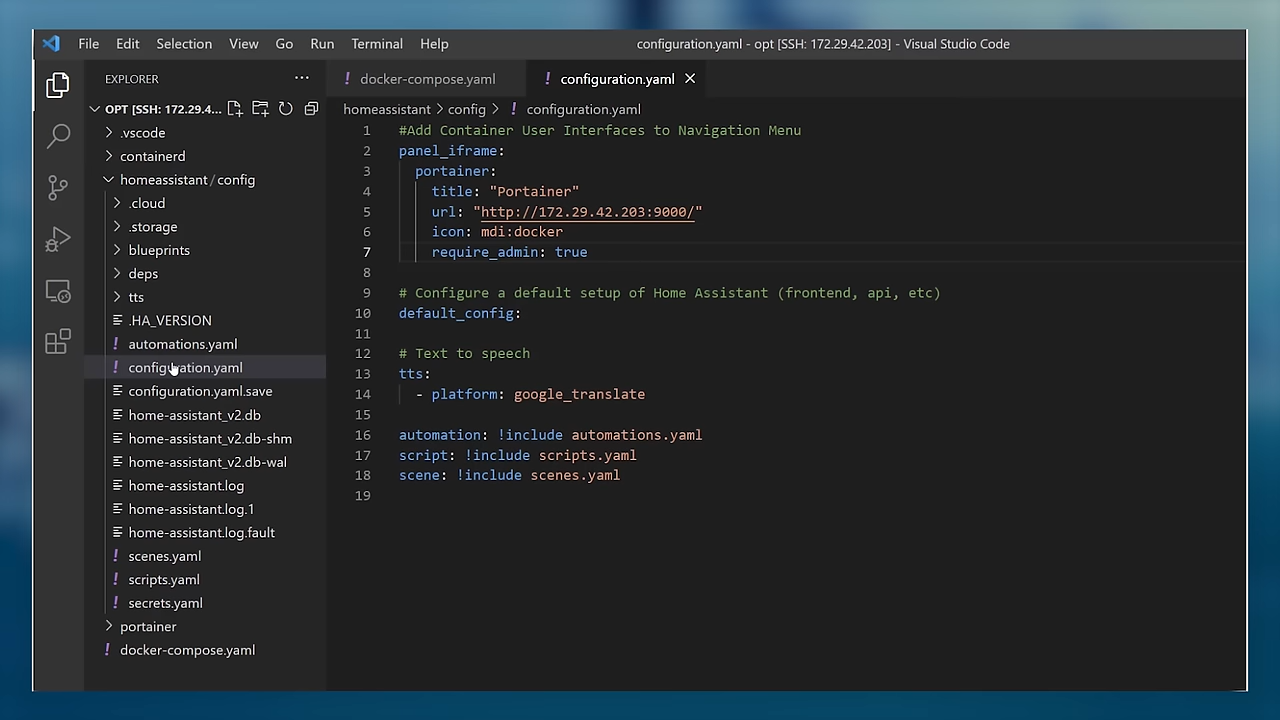 File Edit Selection View Go Run Terminal Help configuration.yaml - opt [SSH: 172.29.42.203] - Visual Studio Code
EXPLORER ...
OPT [SSH: 172.29.4...
.vscode
containerd
homeassistant / config
.cloud
.storage
blueprints
deps
tts
.HA_VERSION
! automations.yaml
! configuration.yaml
configuration.yaml.save
home-assistant_v2.db
home-assistant_v2.db-shm
home-assistant_v2.db-wal
home-assistant.log
home-assistant.log.1
home-assistant.log.fault
! scenes.yaml
! scripts.yaml
! secrets.yaml
portainer
! docker-compose.yaml
! docker-compose.yaml ! configuration.yaml
homeassistant > config > ! configuration.yaml
1 #Add Container User Interfaces to Navigation Menu
2 panel_iframe:
3 portainer:
4 title: "Portainer"
5 url: "http://172.29.42.203:9000/"
6 icon: mdi:docker
7 require_admin: true
8
9 # Configure a default setup of Home Assistant (frontend, api, etc)
10 default_config:
11
12 # Text to speech
13 tts:
14 - platform: google_translate
15
16 automation: !include automations.yaml
17 script: !include scripts.yaml
18 scene: !include scenes.yaml
19